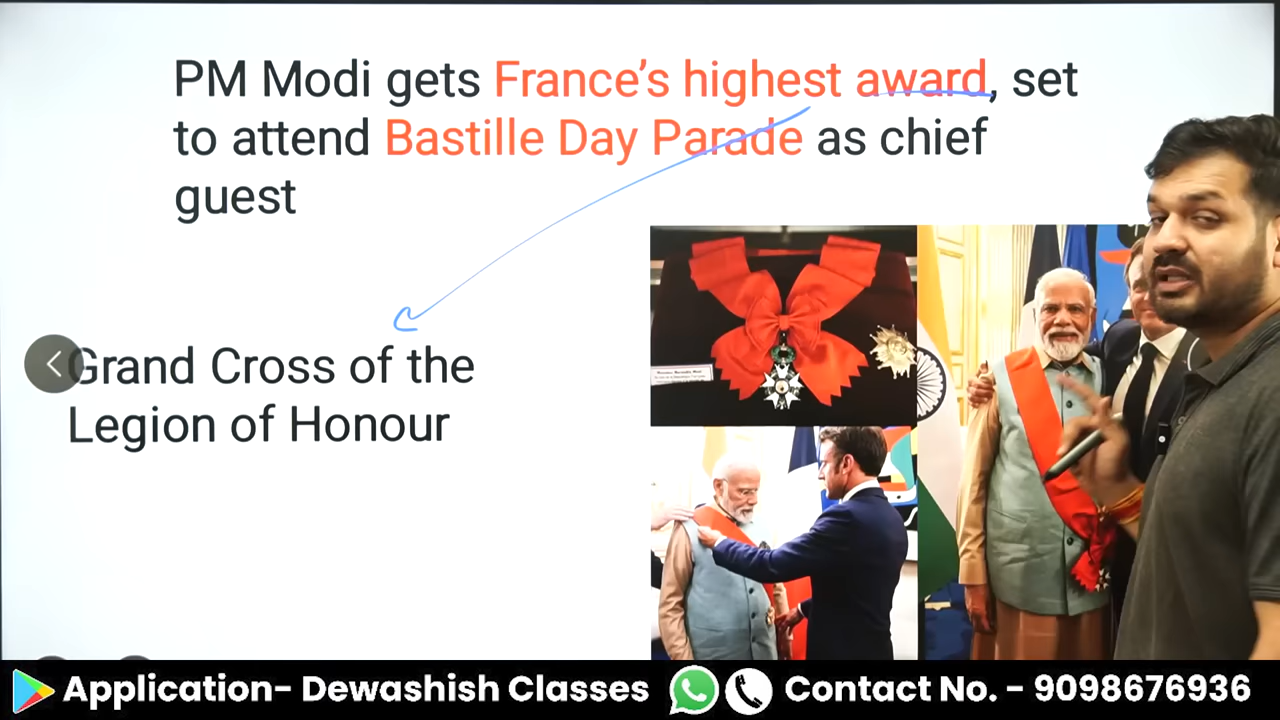 PM Modi gets France’s highest award, set
to attend Bastille Day Parade as chief
guest
Grand Cross of the
Legion of Honour
Application- Dewashish Classes
Contact No. - 9098676936